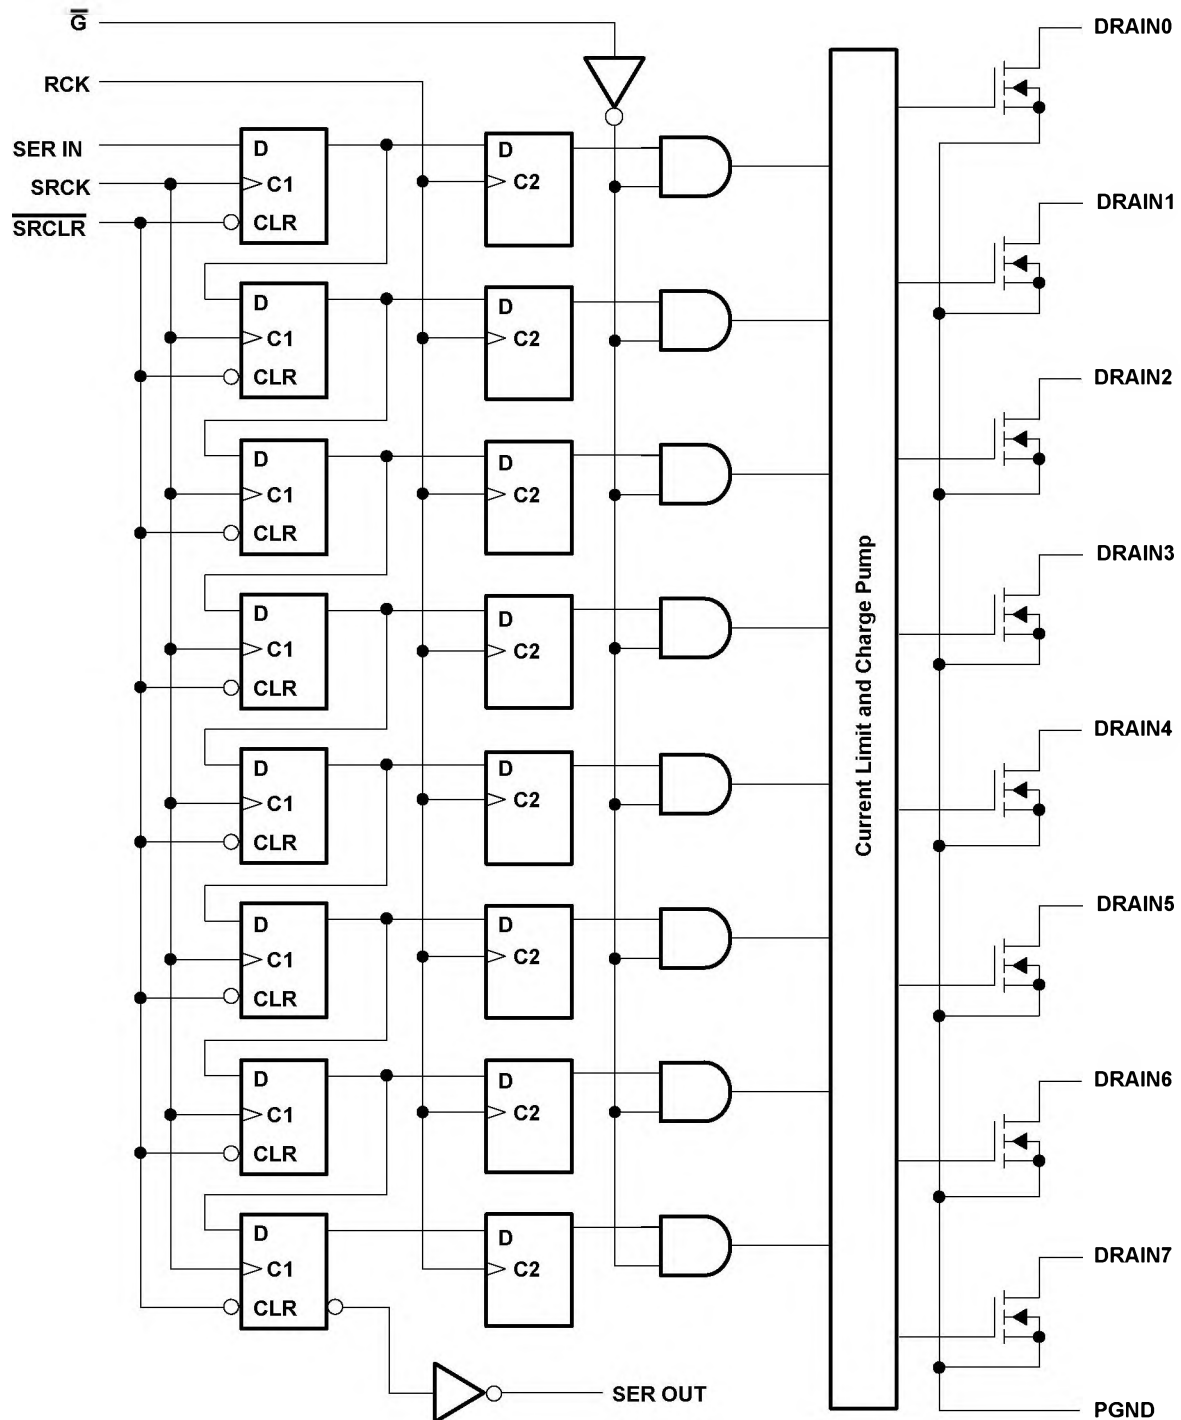 G
DRAIN0
RCK
SER IN
D
D
SRCK
C1
C2
SRCLR
CLR
DRAIN1
D
D
C1
C2
CLR
DRAIN2
D
D
C1
C2
CLR
DRAIN3
D
D
C1
C2
CLR
Current Limit and Charge Pump
DRAIN4
D
D
C1
C2
CLR
DRAIN5
D
D
C1
C2
CLR
DRAIN6
D
D
C1
C2
CLR
DRAIN7
D
D
C1
C2
CLR
SER OUT
PGND